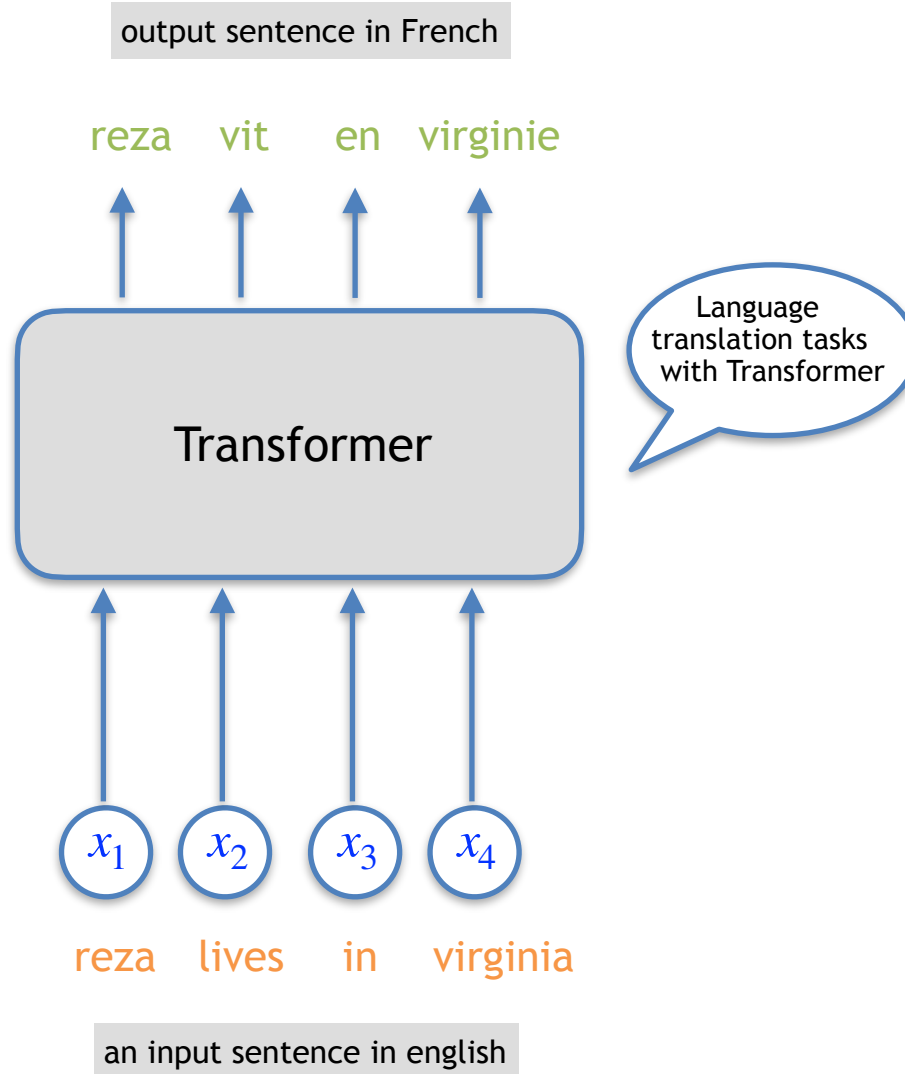 output sentence in French
reza vit en virginie
Language
translation tasks
with Transformer
Transformer
x₁ x₂ x₃ x₄
reza lives in virginia
an input sentence in english